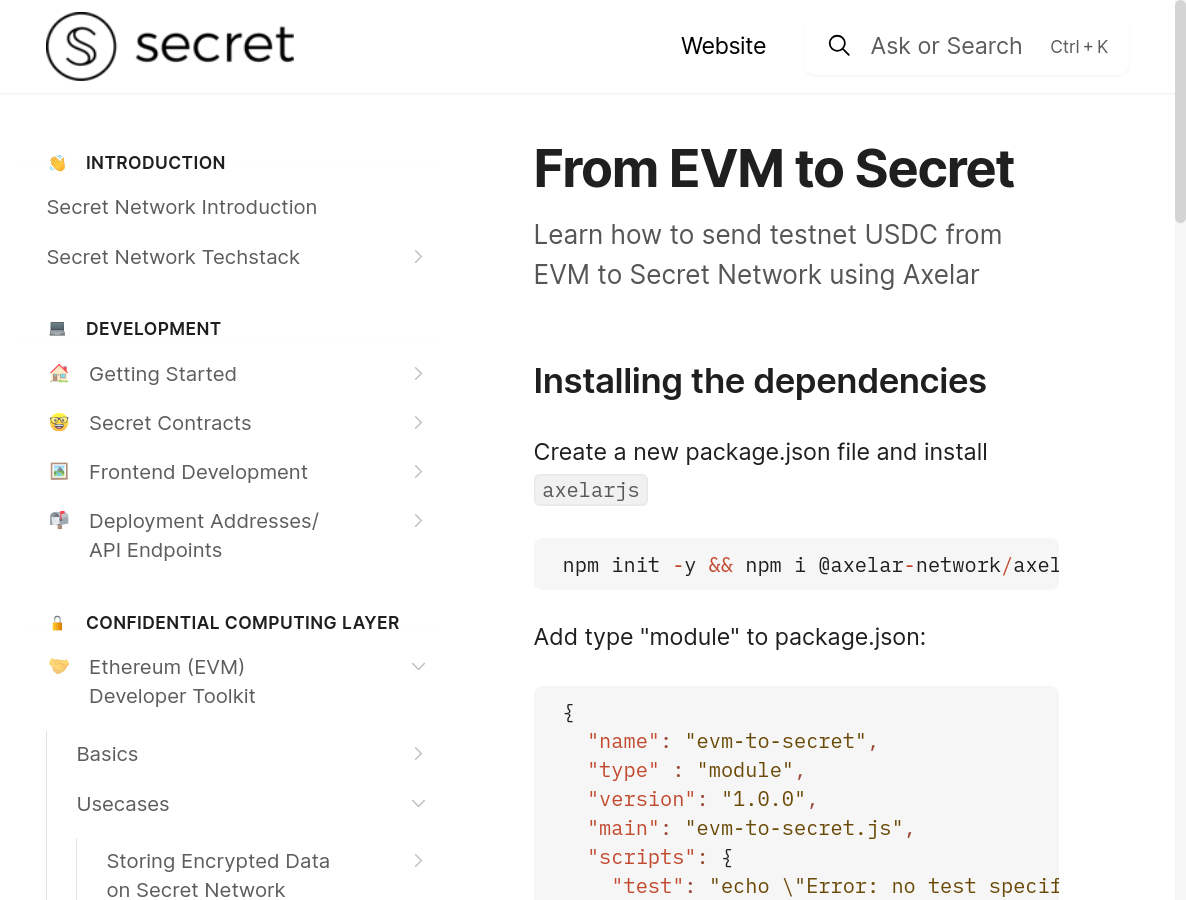 secret
Website
Ask or Search Ctrl + K
INTRODUCTION
Secret Network Introduction
Secret Network Techstack
DEVELOPMENT
Getting Started
Secret Contracts
Frontend Development
Deployment Addresses/
API Endpoints
CONFIDENTIAL COMPUTING LAYER
Ethereum (EVM)
Developer Toolkit
Basics
Usecases
Storing Encrypted Data
on Secret Network
From EVM to Secret
Learn how to send testnet USDC from
EVM to Secret Network using Axelar
Installing the dependencies
Create a new package.json file and install
axelarjs
npm init -y && npm i @axelar-network/axel
Add type "module" to package.json:
{
"name": "evm-to-secret",
"type" : "module",
"version": "1.0.0",
"main": "evm-to-secret.js",
"scripts": {
"test": "echo \"Error: no test specif